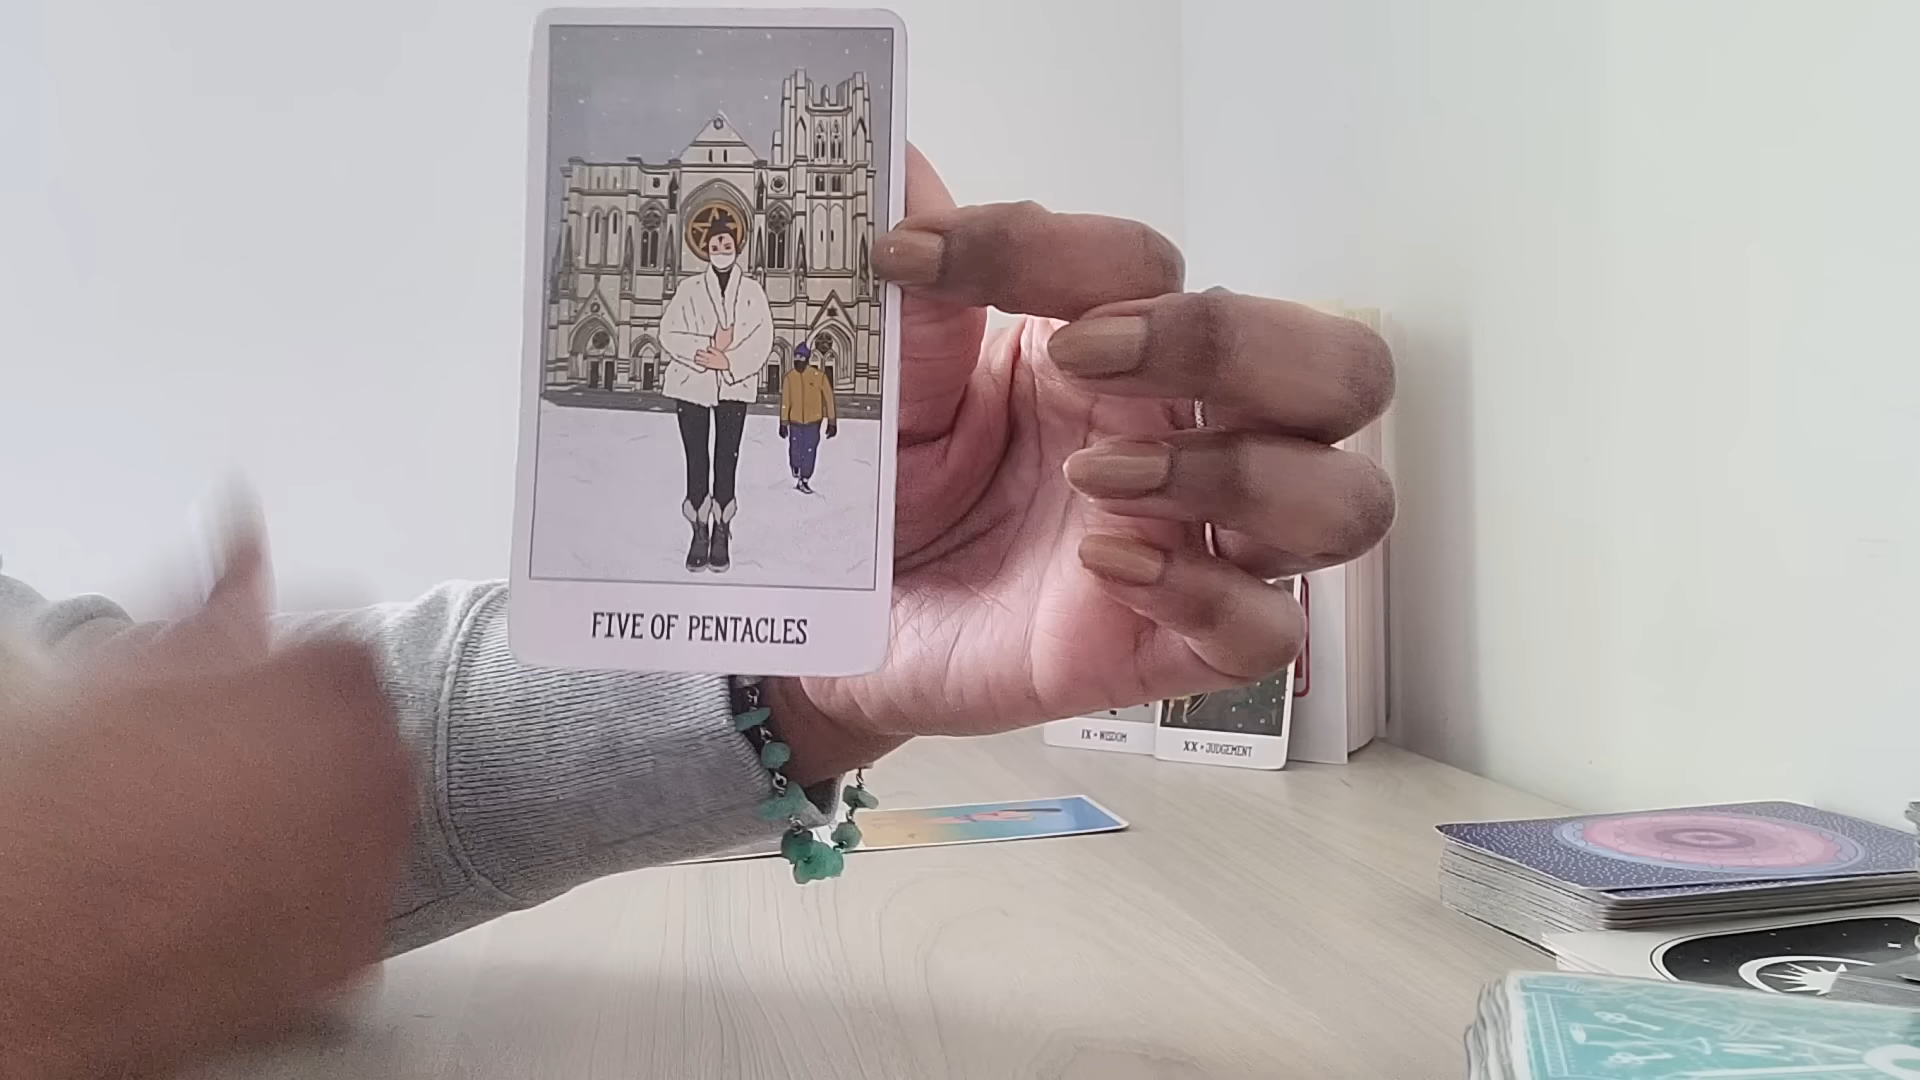 FIVE OF PENTACLES
IX • WISDOM
XX • JUDGEMENT